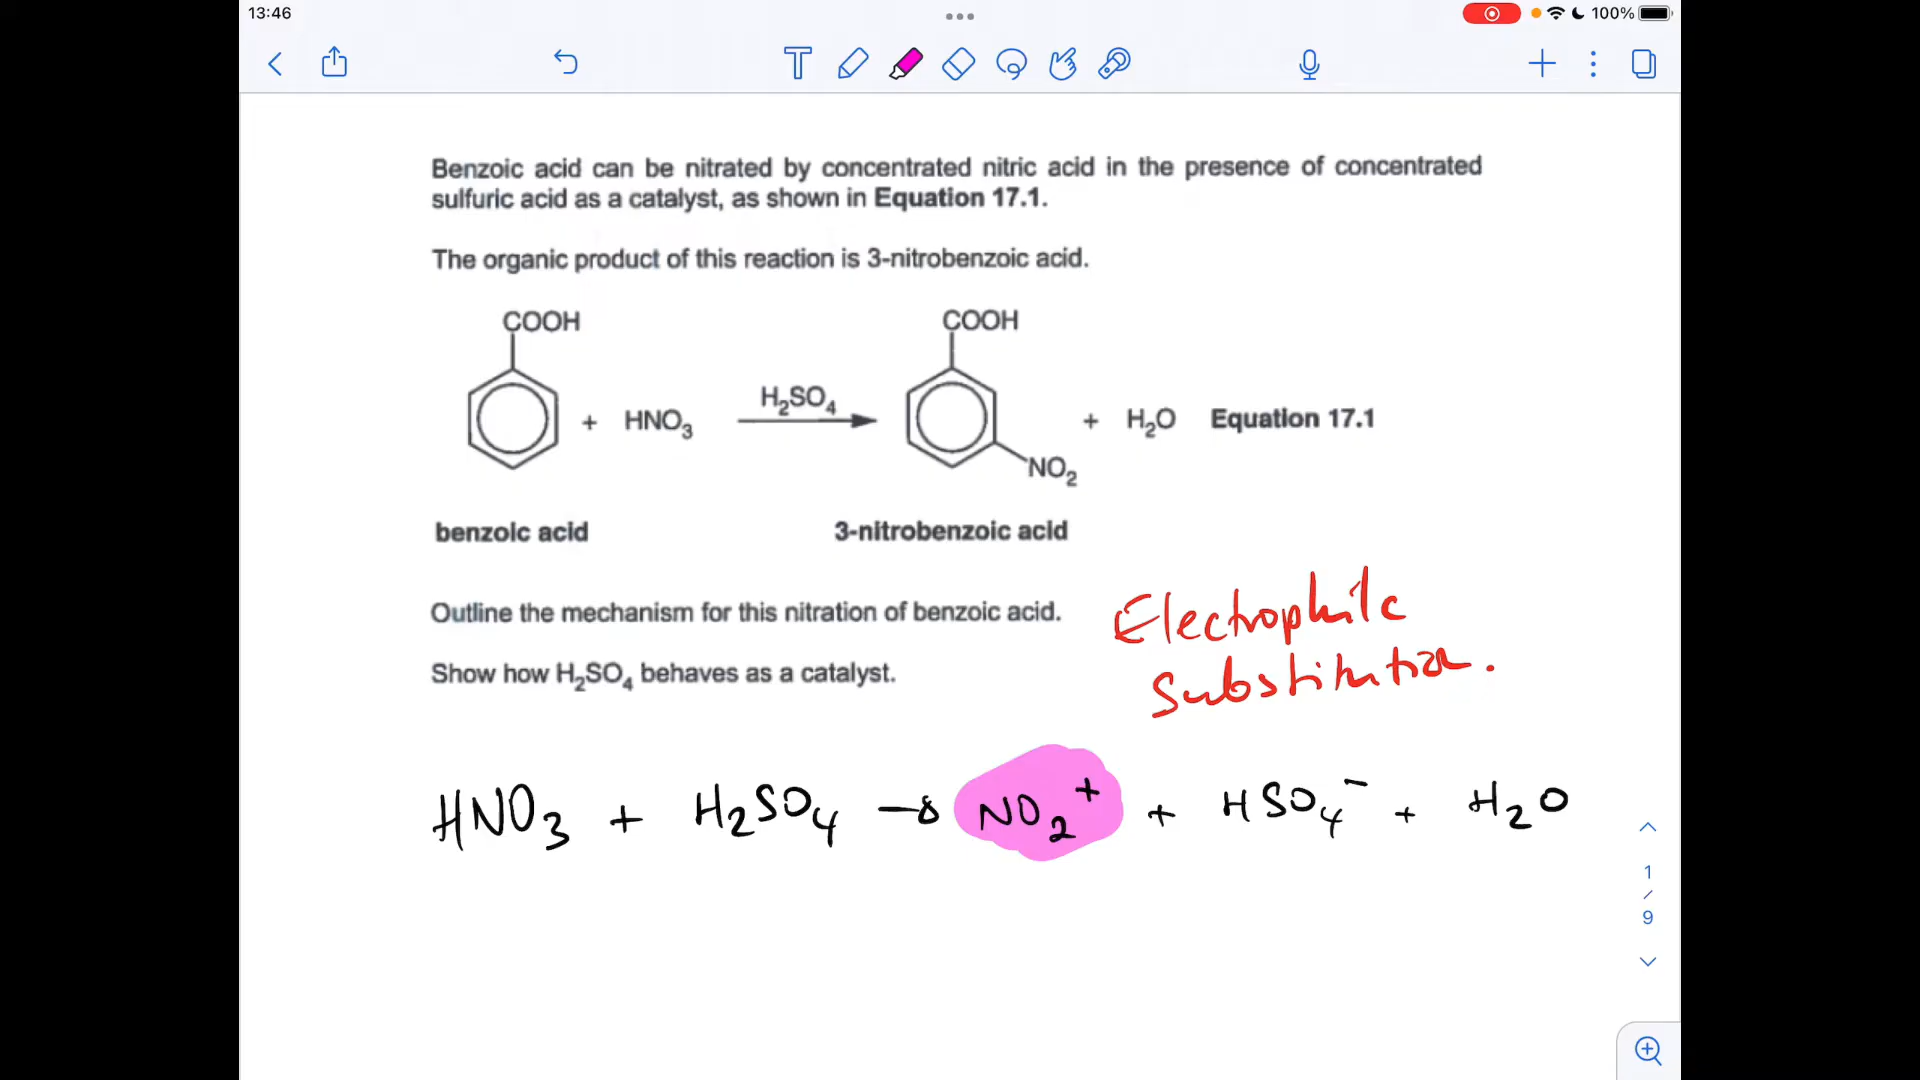 13:46
100%
Benzoic acid can be nitrated by concentrated nitric acid in the presence of concentrated
sulfuric acid as a catalyst, as shown in Equation 17.1.
The organic product of this reaction is 3-nitrobenzoic acid.
COOH
COOH
+ HNO₃
H₂SO₄
+ H₂O Equation 17.1
NO₂
benzoic acid
3-nitrobenzoic acid
Outline the mechanism for this nitration of benzoic acid.
Show how H₂SO₄ behaves as a catalyst.
Electrophilic
Substitution.
HNO₃ + H₂SO₄ → NO₂⁺ + HSO₄⁻ + H₂O
1
/
9